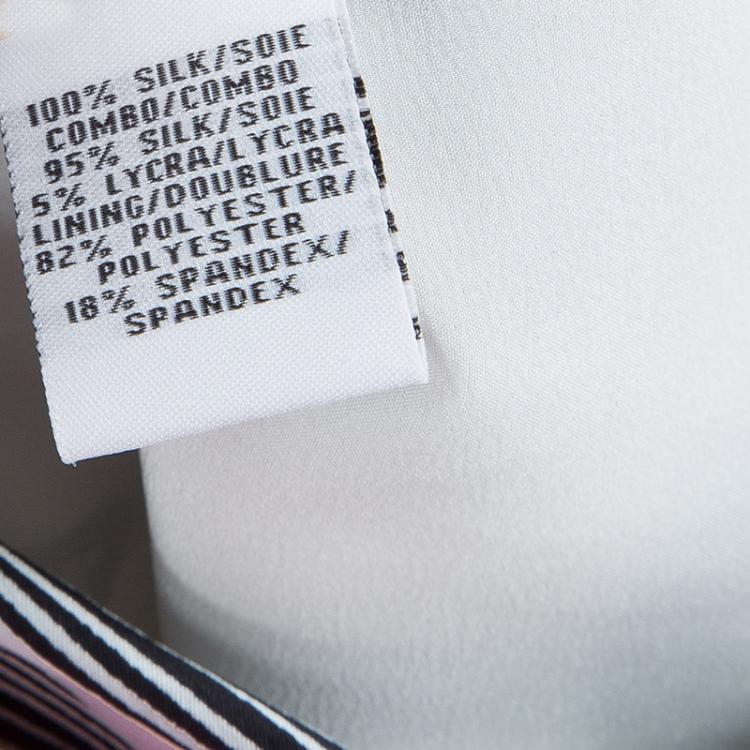 100% SILK/SOIE
COMBO/COMBO
95% SILK/SOIE
5% LYCRA/LYCRA
LINING/DOUBLURE
82% POLYESTER/
POLYESTER
18% SPANDEX/
SPANDEX